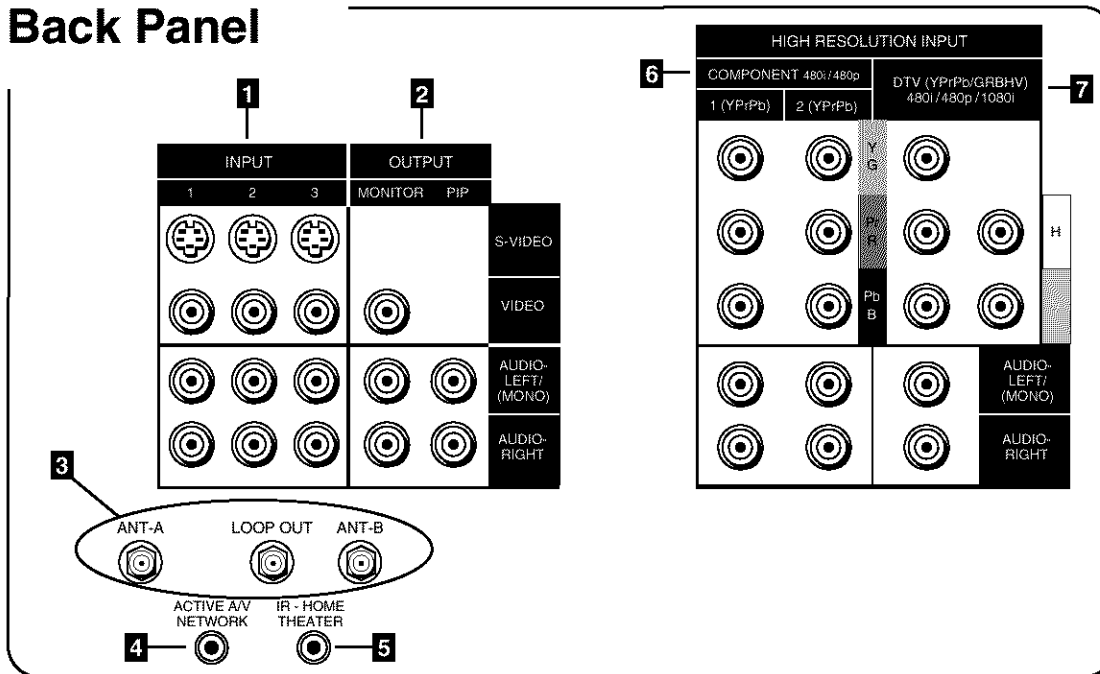 Back Panel
1
2
INPUT
OUTPUT
1 2 3
MONITOR PIP
S-VIDEO
VIDEO
AUDIO-
LEFT/
(MONO)
AUDIO-
RIGHT
3
ANT-A
LOOP OUT
ANT-B
ACTIVE A/V
NETWORK
IR - HOME
THEATER
4
5
HIGH RESOLUTION INPUT
6
COMPONENT 480i/480p
1 (YPrPb)
2 (YPrPb)
DTV (YPrPb/GRBHV)
480i/480p/1080i
7
Y
G
Pr
R
Pb
B
H
AUDIO-
LEFT/
(MONO)
AUDIO-
RIGHT